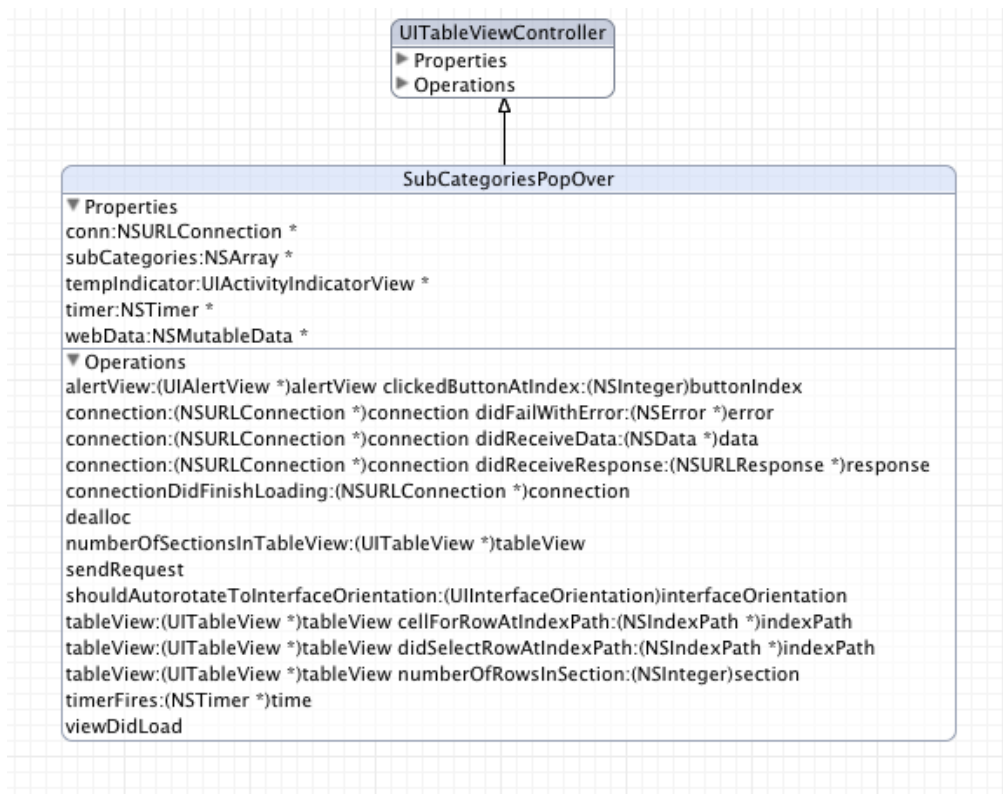 UITableViewController
Properties
Operations
SubCategoriesPopOver
Properties
conn:NSURLConnection *
subCategories:NSArray *
tempIndicator:UIActivityIndicatorView *
timer:NSTimer *
webData:NSMutableData *
Operations
alertView:(UIAlertView *)alertView clickedButtonAtIndex:(NSInteger)buttonIndex
connection:(NSURLConnection *)connection didFailWithError:(NSError *)error
connection:(NSURLConnection *)connection didReceiveData:(NSData *)data
connection:(NSURLConnection *)connection didReceiveResponse:(NSURLResponse *)response
connectionDidFinishLoading:(NSURLConnection *)connection
dealloc
numberOfSectionsInTableView:(UITableView *)tableView
sendRequest
shouldAutorotateToInterfaceOrientation:(UIInterfaceOrientation)interfaceOrientation
tableView:(UITableView *)tableView cellForRowAtIndexPath:(NSIndexPath *)indexPath
tableView:(UITableView *)tableView didSelectRowAtIndexPath:(NSIndexPath *)indexPath
tableView:(UITableView *)tableView numberOfRowsInSection:(NSInteger)section
timerFires:(NSTimer *)time
viewDidLoad